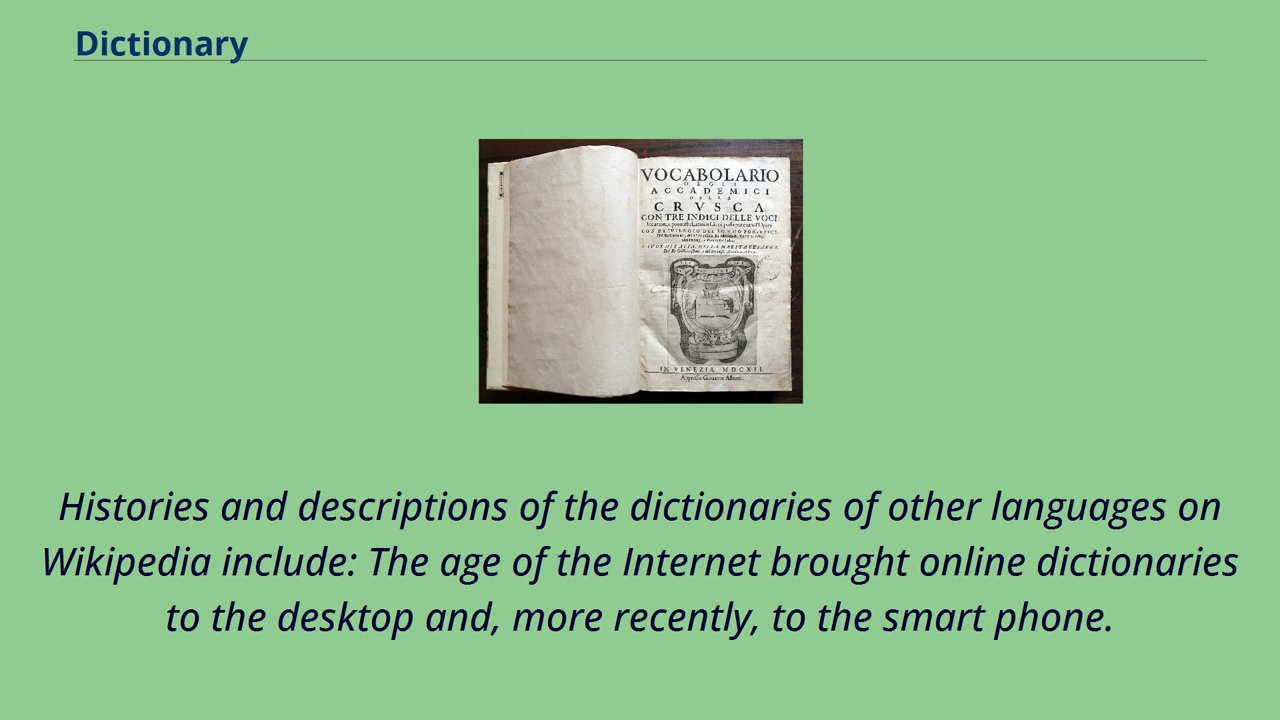 Dictionary
VOCABOLARIO
DEGLI
ACCADEMICI
DELLA
CRVSCA
CON TRE INDICI DELLE VOCI,
IN VENEZIA, MDCXII.
Histories and descriptions of the dictionaries of other languages on
Wikipedia include: The age of the Internet brought online dictionaries
to the desktop and, more recently, to the smart phone.